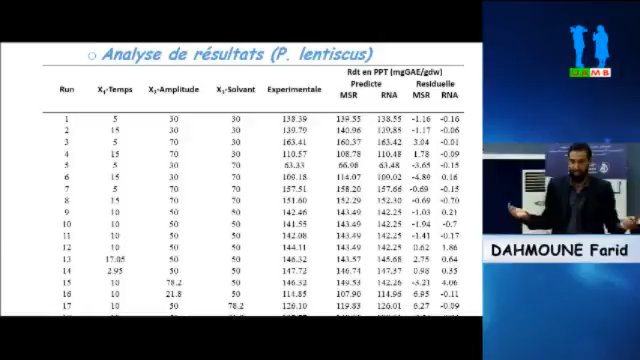 Analyse de résultats (P. lentiscus)
Rdt en PPT (mgGAE/gdw)
Predicte Residuelle
Run X₁-Temps X₂-Amplitude X₃-Solvant Experimentale MSR RNA MSR RNA
1 5 30 30 138.39 139.55 138.55 -1.16 -0.16
2 15 30 30 139.79 140.96 139.85 -1.17 -0.06
3 5 70 30 163.41 160.37 163.42 3.04 -0.01
4 15 70 30 110.57 108.78 110.48 1.78 -0.09
5 5 30 30 63.33 66.98 63.48 -3.65 -0.15
6 15 30 70 109.18 114.07 109.02 -4.89 0.16
7 5 70 70 157.51 158.20 157.66 -0.69 -0.15
8 15 70 70 151.60 152.29 152.30 -0.69 -0.70
9 10 50 50 142.46 143.49 142.25 -1.03 0.21
10 10 50 50 141.55 143.49 142.25 -1.94 -0.7
11 10 50 50 142.08 143.49 142.25 -1.41 -0.17
12 10 50 50 144.11 143.49 142.25 0.62 1.86
13 17.05 50 50 146.32 143.57 145.68 2.75 0.64
14 2.95 50 50 147.72 146.74 147.37 0.98 0.35
15 10 78.2 50 146.32 149.53 142.26 -3.21 4.06
16 10 21.8 50 114.85 107.90 114.96 6.95 -0.11
17 10 50 78.2 126.10 119.83 126.01 6.27 -0.09
DAHMOUNE Farid